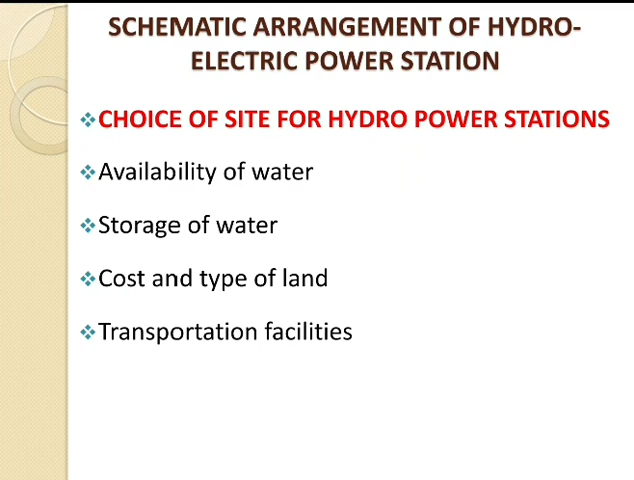 SCHEMATIC ARRANGEMENT OF HYDRO-
ELECTRIC POWER STATION
CHOICE OF SITE FOR HYDRO POWER STATIONS
Availability of water
Storage of water
Cost and type of land
Transportation facilities